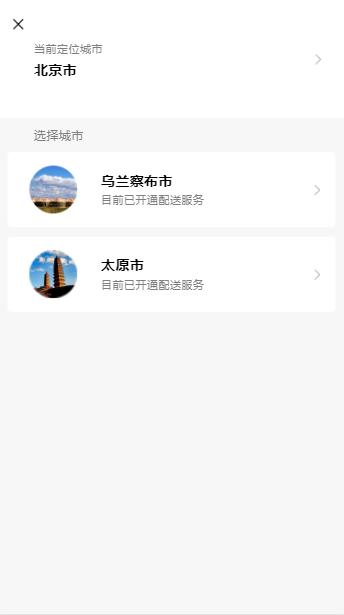 当前定位城市
北京市
选择城市
乌兰察布市
目前已开通配送服务
太原市
目前已开通配送服务